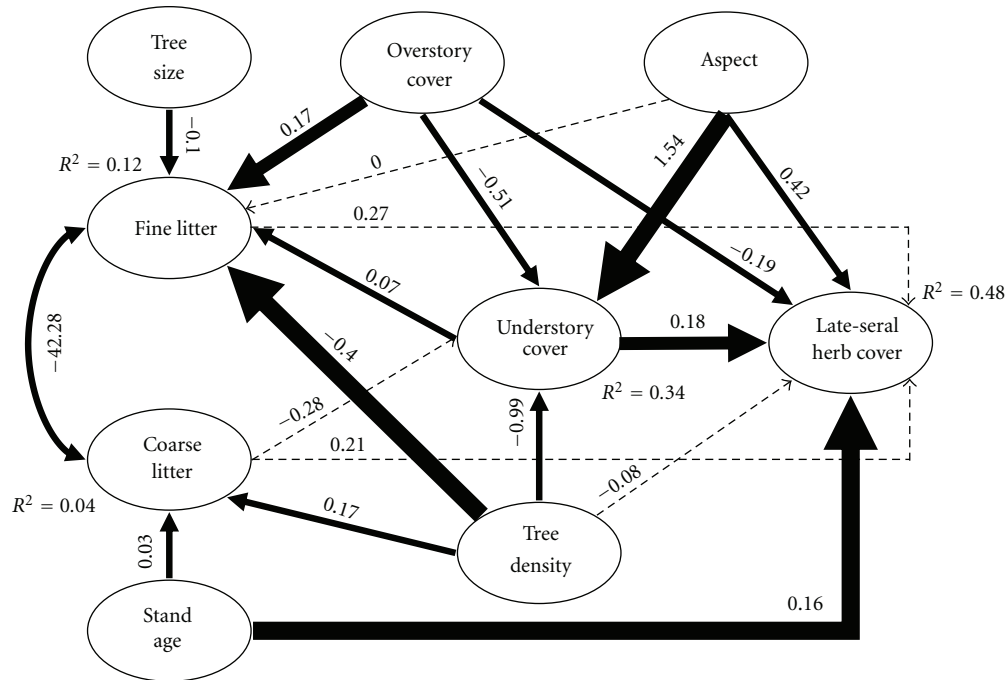 Tree
size
Overstory
cover
Aspect
−0.1
0.17
R² = 0.12
0
1.54
0.42
−0.51
0.27
Fine litter
−0.19
0.07
R² = 0.48
Understory
cover
0.18
Late-seral
herb cover
−42.28
−0.4
R² = 0.34
−0.28
−0.99
Coarse
litter
0.21
−0.08
R² = 0.04
0.17
0.03
Tree
density
Stand
age
0.16